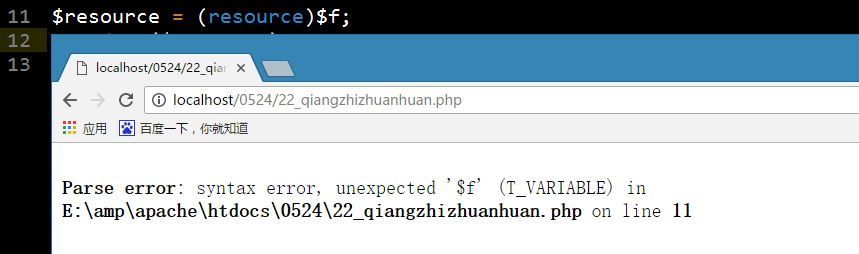 11 $resource = (resource)$f;
12
13
localhost/0524/22_qian
localhost/0524/22_qiangzhizhuanhuan.php
应用 百度一下，你就知道
Parse error: syntax error, unexpected '$f' (T_VARIABLE) in
E:\amp\apache\htdocs\0524\22_qiangzhizhuanhuan.php on line 11